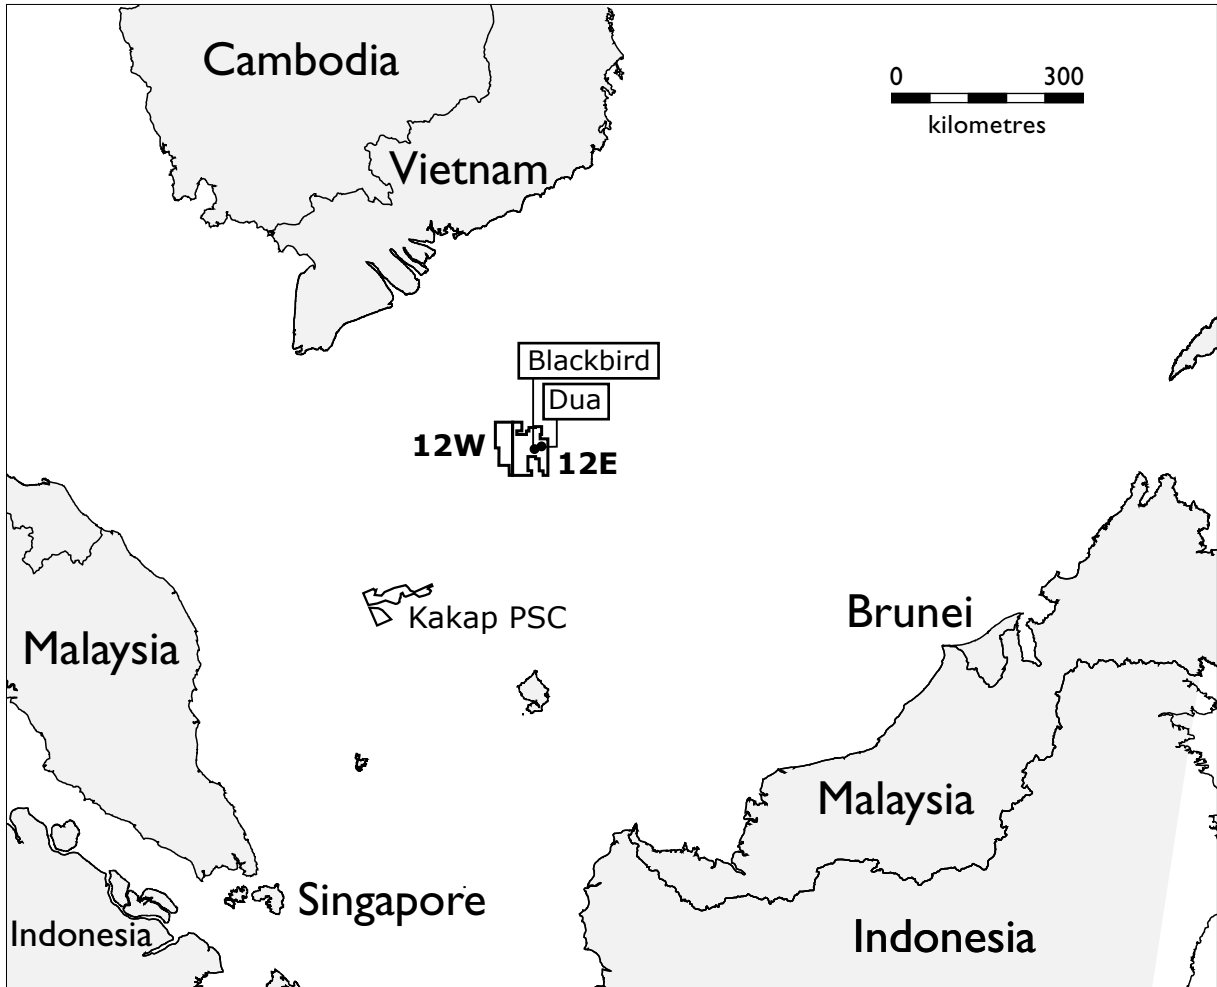 Cambodia
0 300
kilometres
Vietnam
Blackbird
Dua
12W
12E
Kakap PSC
Brunei
Malaysia
Malaysia
Singapore
Indonesia
Indonesia